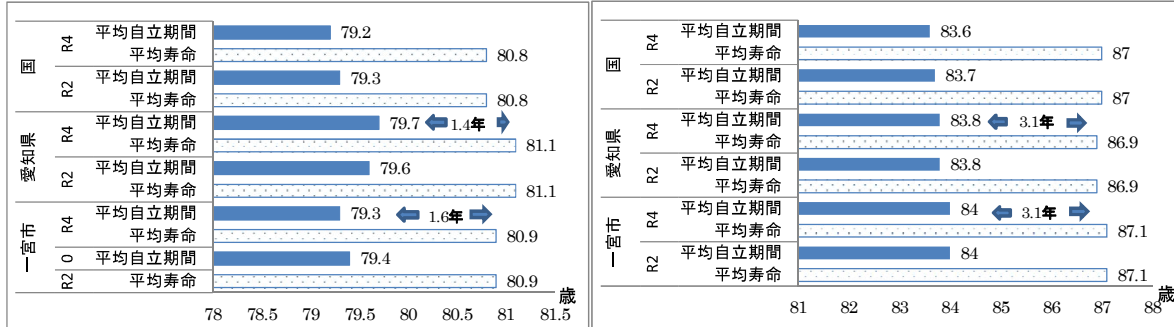 国
R4
平均自立期間
79.2
平均寿命
80.8
R2
平均自立期間
79.3
平均寿命
80.8
愛知県
R4
平均自立期間
79.7
1.4年
平均寿命
81.1
R2
平均自立期間
79.6
平均寿命
81.1
一宮市
R4
平均自立期間
79.3
1.6年
平均寿命
80.9
R2 0
平均自立期間
79.4
平均寿命
80.9
歳
78 78.5 79 79.5 80 80.5 81 81.5
国
R4
平均自立期間
83.6
平均寿命
87
R2
平均自立期間
83.7
平均寿命
87
愛知県
R4
平均自立期間
83.8
3.1年
平均寿命
86.9
R2
平均自立期間
83.8
平均寿命
86.9
一宮市
R4
平均自立期間
84
3.1年
平均寿命
87.1
R2
平均自立期間
84
平均寿命
87.1
歳
81 82 83 84 85 86 87 88